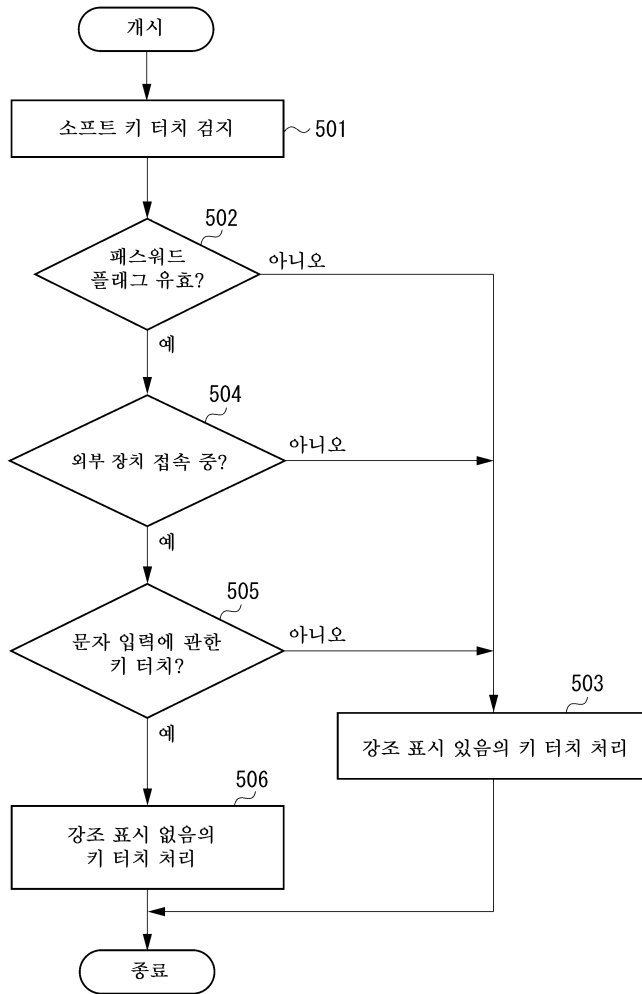 개시
소프트 키 터치 검지
501
502
패스워드
플래그 유효?
아니오
예
504
외부 장치 접속 중?
아니오
예
505
문자 입력에 관한
키 터치?
아니오
예
503
강조 표시 있음의 키 터치 처리
506
강조 표시 없음의
키 터치 처리
종료